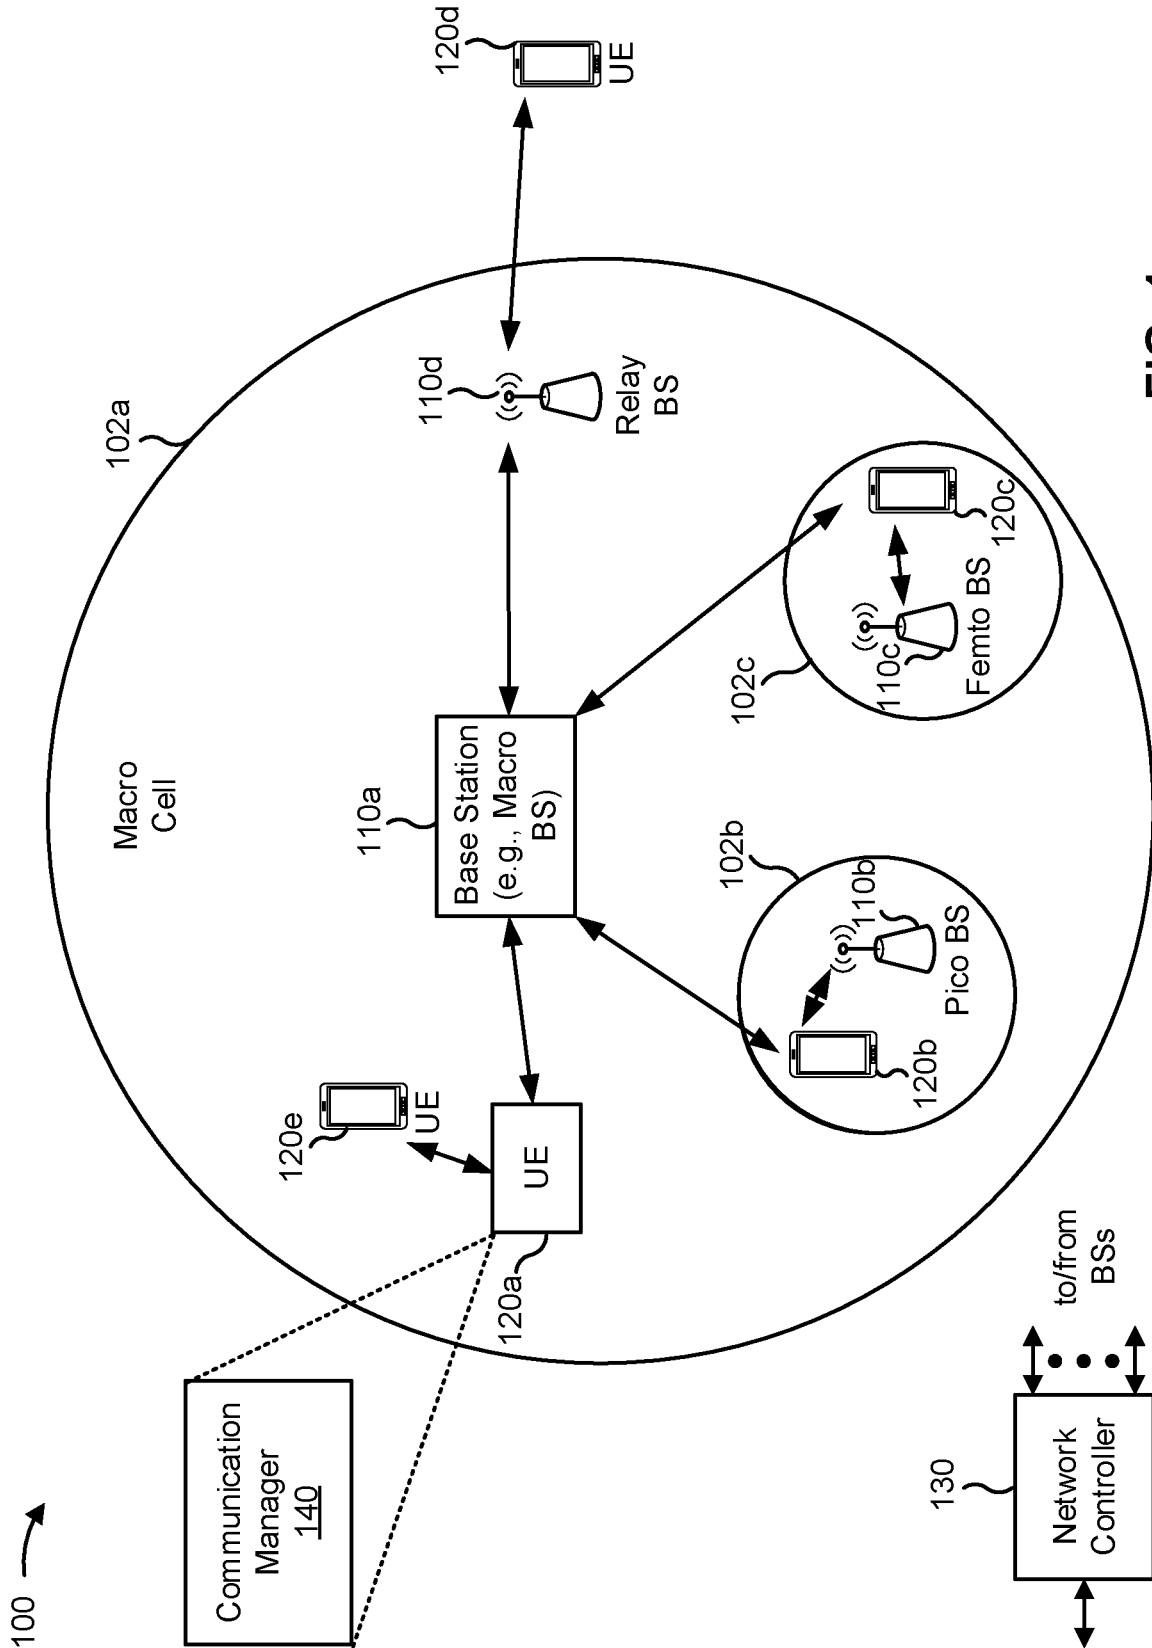 100
102a
Macro
Cell
120d
UE
110d
Relay
BS
110a
Base Station
(e.g., Macro
BS)
120e
UE
UE
120a
Communication
Manager
140
102c
110c
Femto BS
120c
102b
110b
Pico BS
120b
130
Network
Controller
to/from
BSs